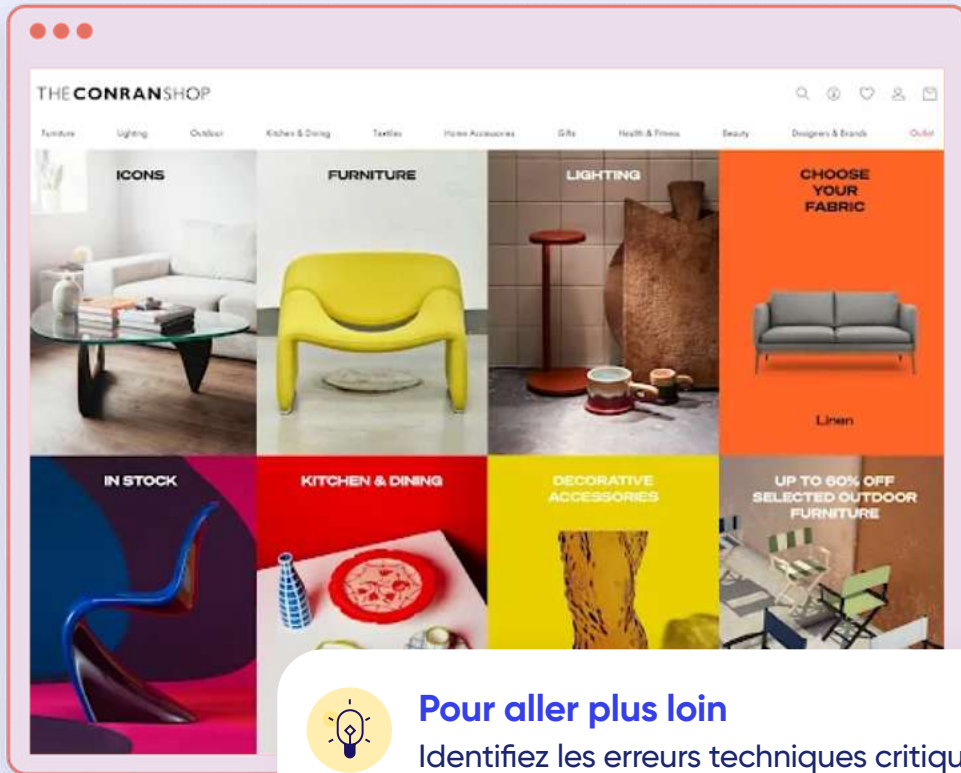 THE CONRAN SHOP
Furniture Lighting Outdoor Kitchen & Dining Textiles Home Accessories Gifts Health & Fitness Beauty Designers & Brands Outlet
ICONS
FURNITURE
LIGHTING
CHOOSE
YOUR
FABRIC
Linen
IN STOCK
KITCHEN & DINING
DECORATIVE
ACCESSORIES
UP TO 60% OFF
SELECTED OUTDOOR
FURNITURE
Pour aller plus loin
Identifiez les erreurs techniques critiqu